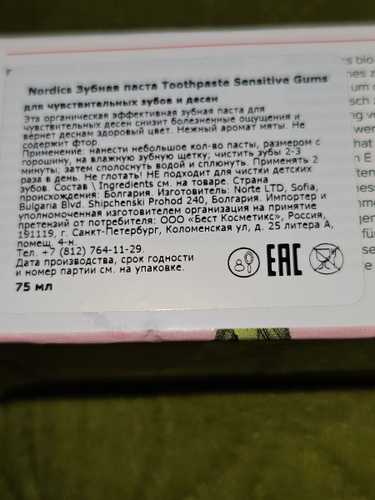 Nordics Зубная паста Toothpaste Sensitive Gums
для чувствительных зубов и десен
Эта органическая эффективная зубная паста для
чувствительных десен снизит болезненные ощущения и
вернет деснам здоровый цвет. Нежный аромат мяты. Не
содержит фтор.
Применение: нанести небольшое кол-во пасты, размером с
горошину, на влажную зубную щетку, чистить зубы 2-3
минуты; затем сполоснуть водой и сплюнуть. Применять 2
раза в день. Не глотать! НЕ подходит для чистки детских
зубов. Состав \ Ingredients см. на товаре. Страна
происхождения: Болгария. Изготовитель: Norte LTD, Sofia,
Bulgaria Blvd. Shipchenski Prohod 240, Болгария. Импортер и
уполномоченная изготовителем организация на принятие
претензий от потребителя: ООО «Бест Косметикс», Россия,
191119, г. Санкт-Петербург, Коломенская ул, д. 25 литера А,
помещ. 4-н.
Тел. +7 (812) 764-11-29.
Дата производства, срок годности
и номер партии см. на упаковке.
75 мл
EAC